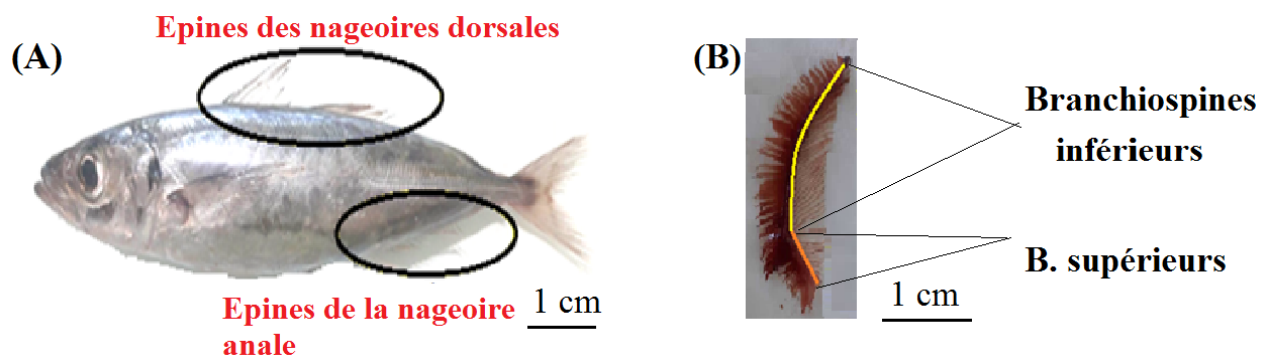 Epines des nageoires dorsales
(A)
Epines de la nageoire
anale
1 cm
(B)
Branchiospines
inférieurs
B. supérieurs
1 cm